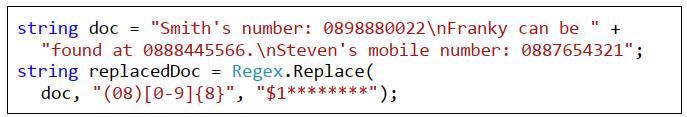 string doc = "Smith's number: 0898880022\nFranky can be " +
"found at 0888445566.\nSteven's mobile number: 0887654321";
string replacedDoc = Regex.Replace(
doc, "(08)[0-9]{8}", "$1********");